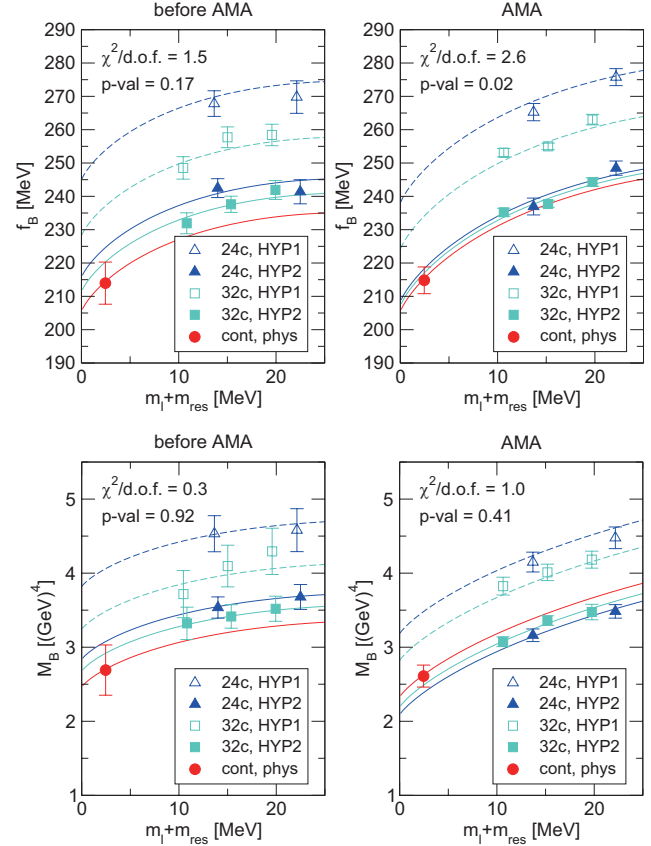 before AMA
χ²/d.o.f. = 1.5
p-val = 0.17
280
270
260
250
240
230
220
210
200
190
f_B [MeV]
24c, HYP1
24c, HYP2
32c, HYP1
32c, HYP2
cont, phys
0 10 20
m_l+m_res [MeV]
AMA
χ²/d.o.f. = 2.6
p-val = 0.02
280
270
260
250
240
230
220
210
200
190
f_B [MeV]
24c, HYP1
24c, HYP2
32c, HYP1
32c, HYP2
cont, phys
0 10 20
m_l+m_res [MeV]
before AMA
χ²/d.o.f. = 0.3
p-val = 0.92
5
4
3
2
1
M_B [(GeV)⁴]
24c, HYP1
24c, HYP2
32c, HYP1
32c, HYP2
cont, phys
0 10 20
m_l+m_res [MeV]
AMA
χ²/d.o.f. = 1.0
p-val = 0.41
5
4
3
2
1
M_B [(GeV)⁴]
24c, HYP1
24c, HYP2
32c, HYP1
32c, HYP2
cont, phys
0 10 20
m_l+m_res [MeV]